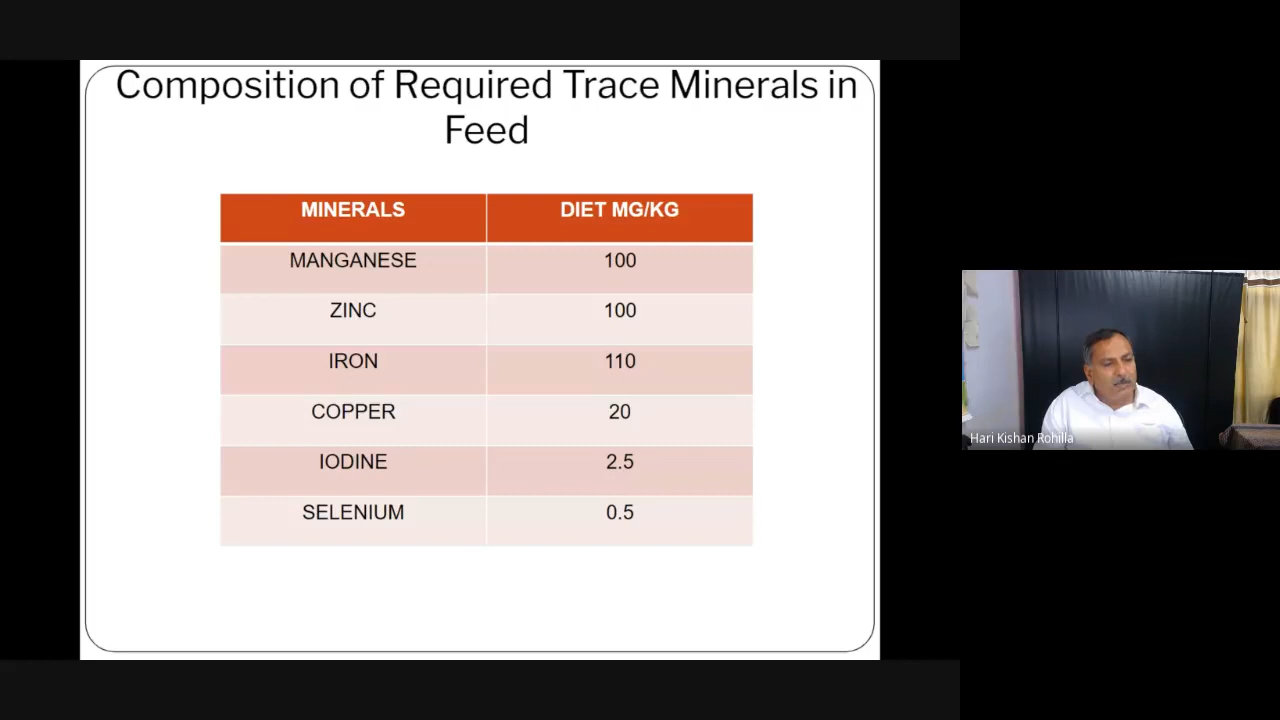 Composition of Required Trace Minerals in
Feed
MINERALS DIET MG/KG
MANGANESE 100
ZINC 100
IRON 110
COPPER 20
IODINE 2.5
SELENIUM 0.5
Hari Kishan Rohilla